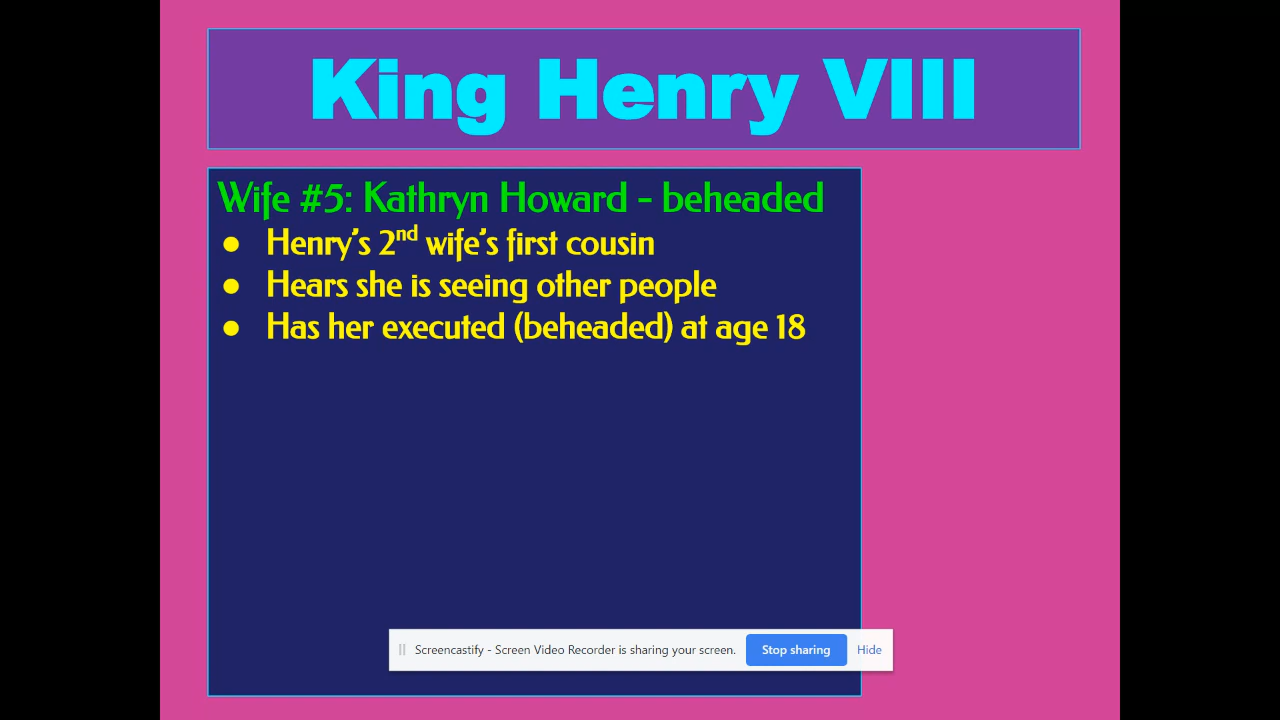 King Henry VIII
Wife #5: Kathryn Howard - beheaded
● Henry's 2nd wife's first cousin
● Hears she is seeing other people
● Has her executed (beheaded) at age 18
Screencastify - Screen Video Recorder is sharing your screen. Stop sharing Hide